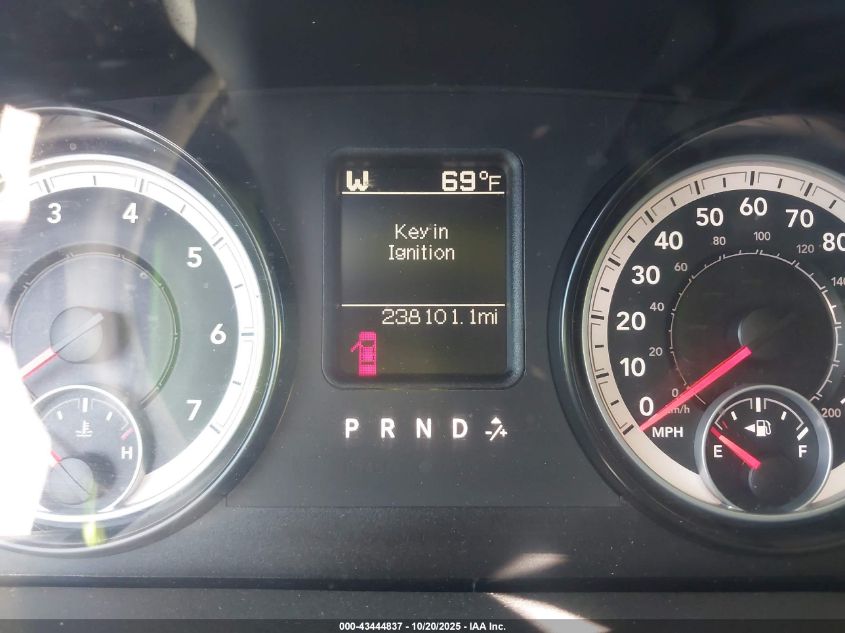 W 69°F
Key in
Ignition
238101.1mi
P R N D -/+
3 4 5 6 7
H
0 10 20 30 40 50 60 70 80
0 20 40 60 80 100 120 140 200
km/h
MPH
E F
000-43444837 - 10/20/2025 - IAA Inc.